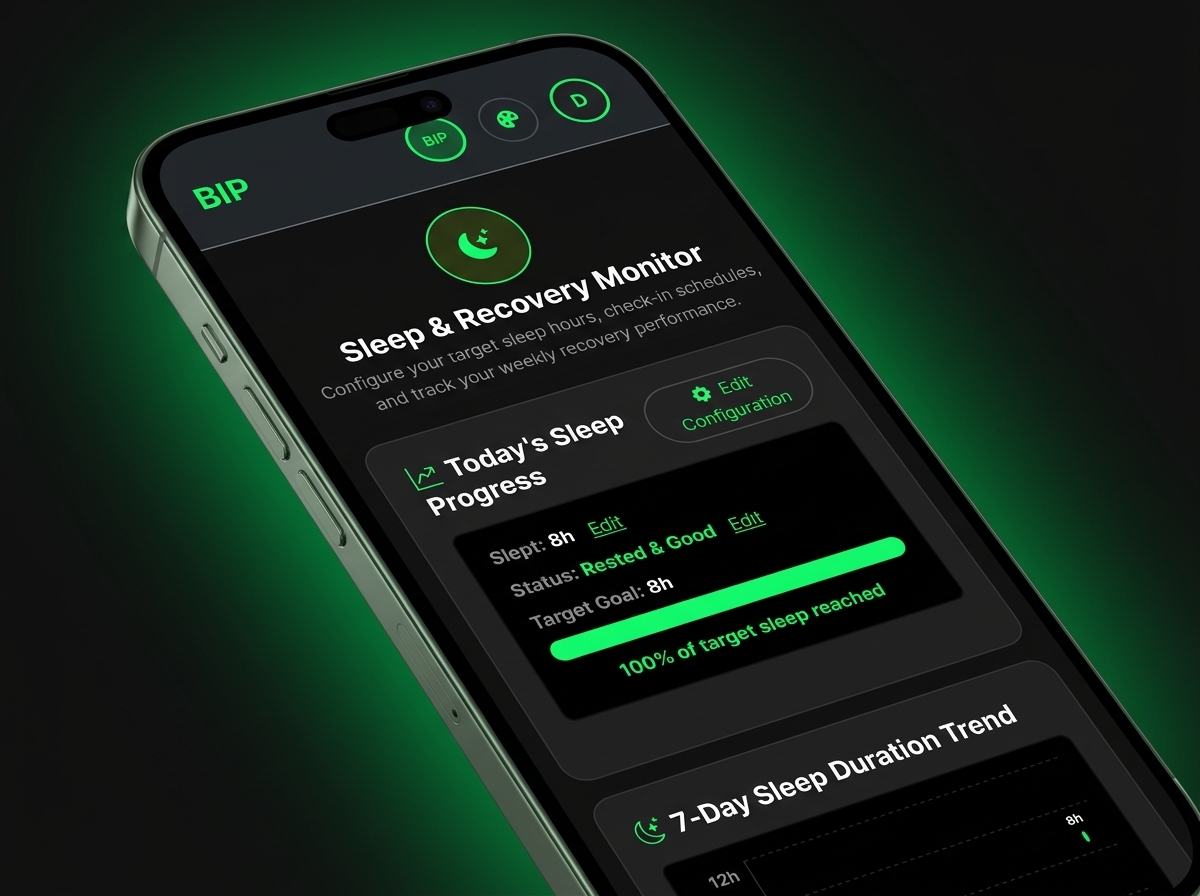 BIP
BIP
D
Sleep & Recovery Monitor
Configure your target sleep hours, check-in schedules,
and track your weekly recovery performance.
Today's Sleep
Progress
Edit
Configuration
Slept: 8h Edit
Status: Rested & Good Edit
Target Goal: 8h
100% of target sleep reached
7-Day Sleep Duration Trend
8h
12h